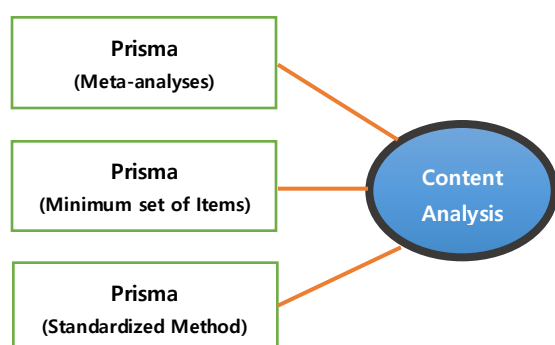 Prisma
(Meta-analyses)
Prisma
(Minimum set of Items)
Prisma
(Standardized Method)
Content
Analysis